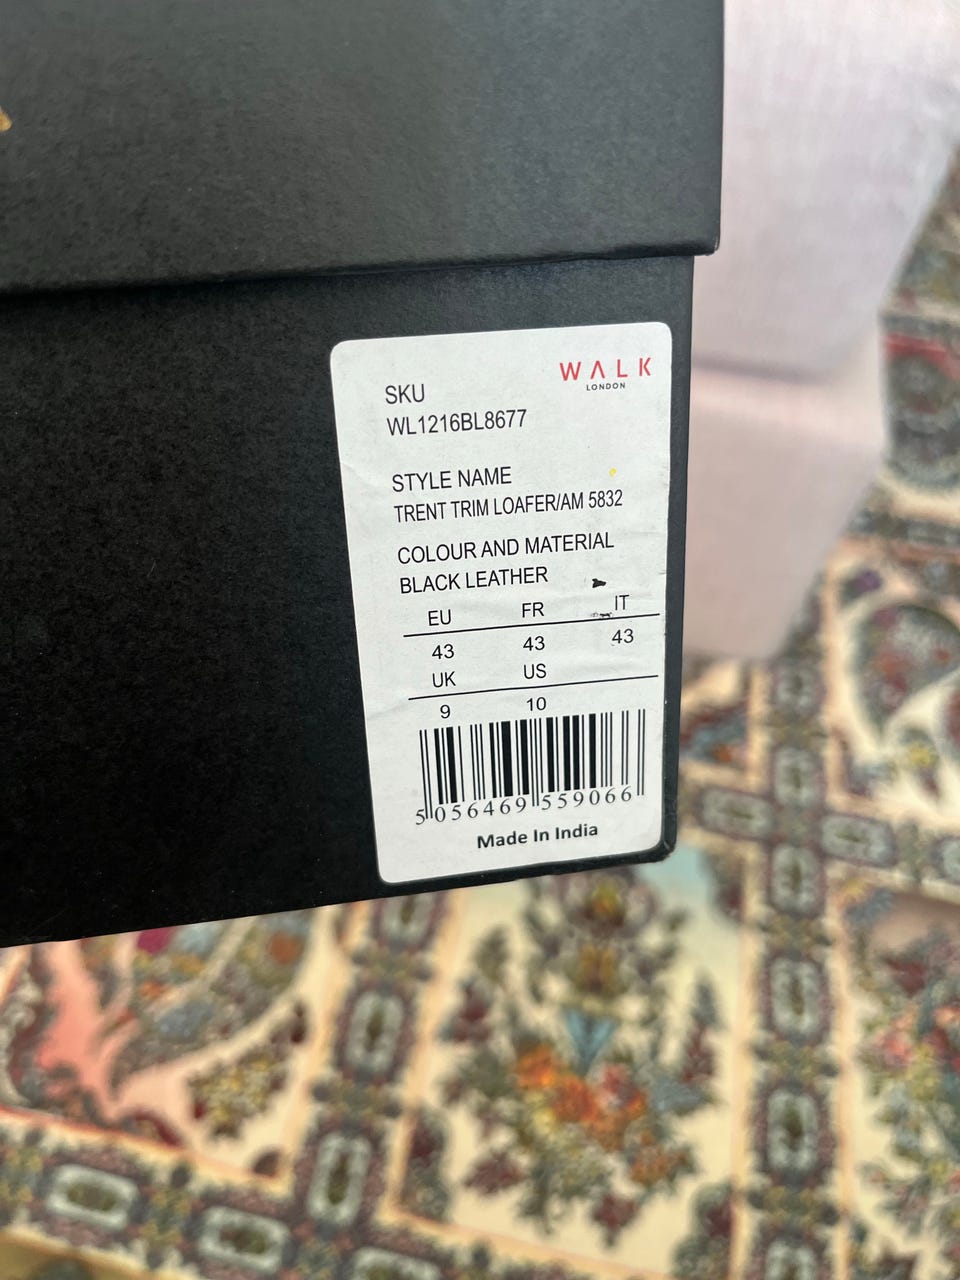 WALK
LONDON
SKU
WL1216BL8677
STYLE NAME
TRENT TRIM LOAFER/AM 5832
COLOUR AND MATERIAL
BLACK LEATHER
EU FR IT
43 43 43
UK US
9 10
5 056469 559066
Made In India